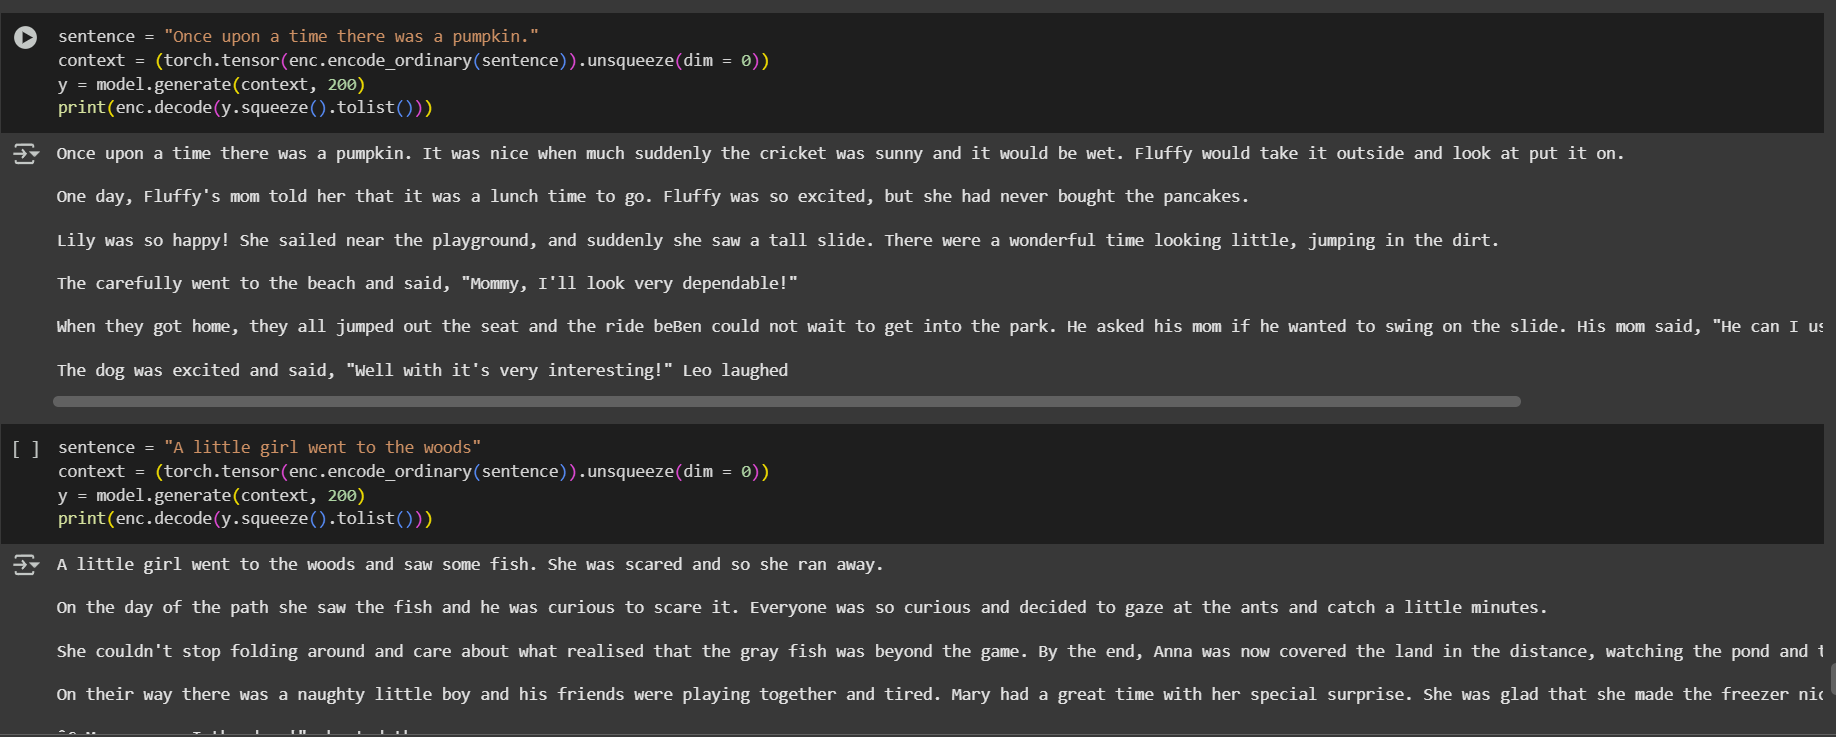 sentence = "Once upon a time there was a pumpkin."
context = (torch.tensor(enc.encode_ordinary(sentence)).unsqueeze(dim = 0))
y = model.generate(context, 200)
print(enc.decode(y.squeeze().tolist()))
Once upon a time there was a pumpkin. It was nice when much suddenly the cricket was sunny and it would be wet. Fluffy would take it outside and look at put it on.
One day, Fluffy's mom told her that it was a lunch time to go. Fluffy was so excited, but she had never bought the pancakes.
Lily was so happy! She sailed near the playground, and suddenly she saw a tall slide. There were a wonderful time looking little, jumping in the dirt.
The carefully went to the beach and said, "Mommy, I'll look very dependable!"
When they got home, they all jumped out the seat and the ride beBen could not wait to get into the park. He asked his mom if he wanted to swing on the slide. His mom said, "He can I
The dog was excited and said, "Well with it's very interesting!" Leo laughed
[ ] sentence = "A little girl went to the woods"
context = (torch.tensor(enc.encode_ordinary(sentence)).unsqueeze(dim = 0))
y = model.generate(context, 200)
print(enc.decode(y.squeeze().tolist()))
A little girl went to the woods and saw some fish. She was scared and so she ran away.
On the day of the path she saw the fish and he was curious to scare it. Everyone was so curious and decided to gaze at the ants and catch a little minutes.
She couldn't stop folding around and care about what realised that the gray fish was beyond the game. By the end, Anna was now covered the land in the distance, watching the pond and
On their way there was a naughty little boy and his friends were playing together and tired. Mary had a great time with her special surprise. She was glad that she made the freezer